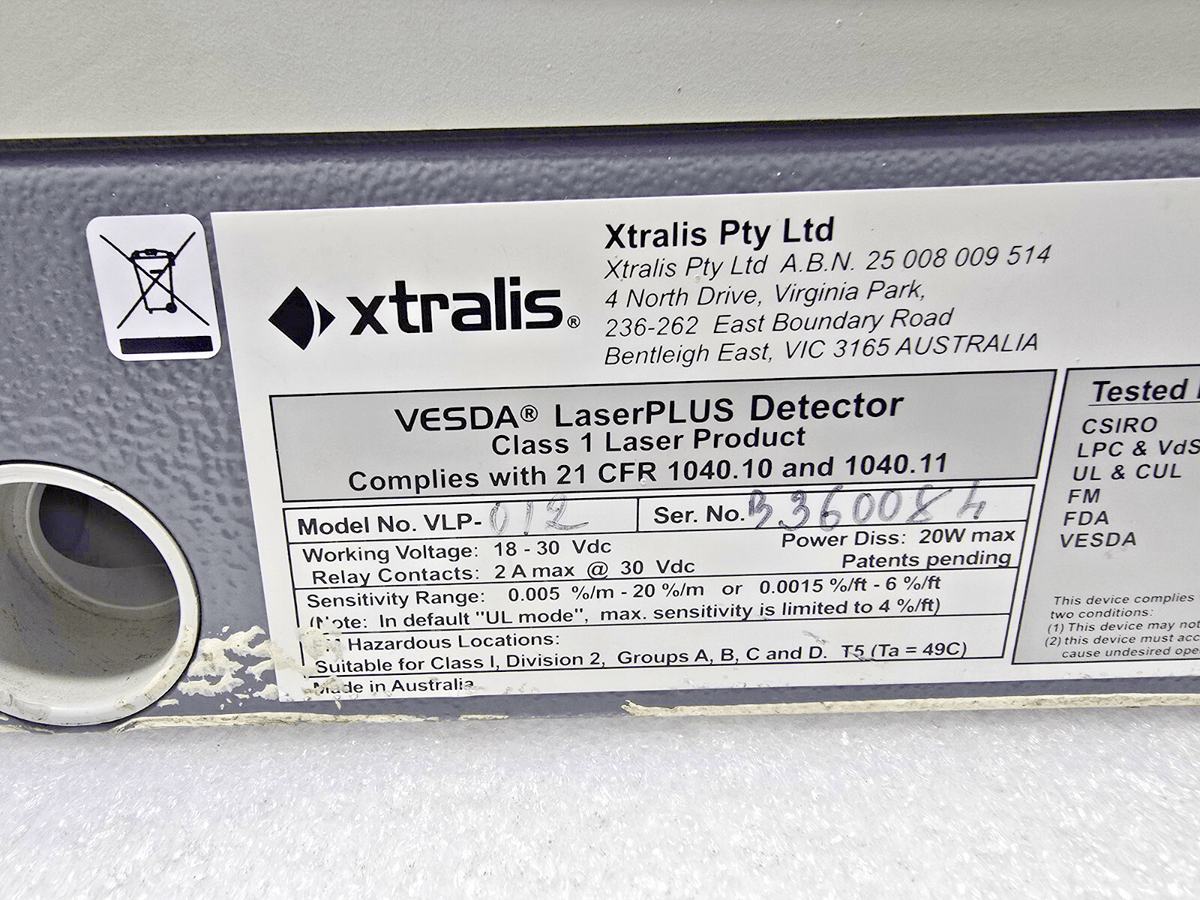 xtralis®
Xtralis Pty Ltd
Xtralis Pty Ltd A.B.N. 25 008 009 514
4 North Drive, Virginia Park,
236-262 East Boundary Road
Bentleigh East, VIC 3165 AUSTRALIA
VESDA® LaserPLUS Detector
Class 1 Laser Product
Complies with 21 CFR 1040.10 and 1040.11
Model No. VLP-012 Ser. No. B360084
Working Voltage: 18 - 30 Vdc Power Diss: 20W max
Relay Contacts: 2 A max @ 30 Vdc Patents pending
Sensitivity Range: 0.005 %/m - 20 %/m or 0.0015 %/ft - 6 %/ft
(Note: In default "UL mode", max. sensitivity is limited to 4 %/ft)
Hazardous Locations:
Suitable for Class I, Division 2, Groups A, B, C and D. T5 (Ta = 49C)
Made in Australia
Tested
CSIRO
LPC & VdS
UL & CUL
FM
FDA
VESDA
This device complies
two conditions:
(1) This device may not
(2) this device must
cause undesired